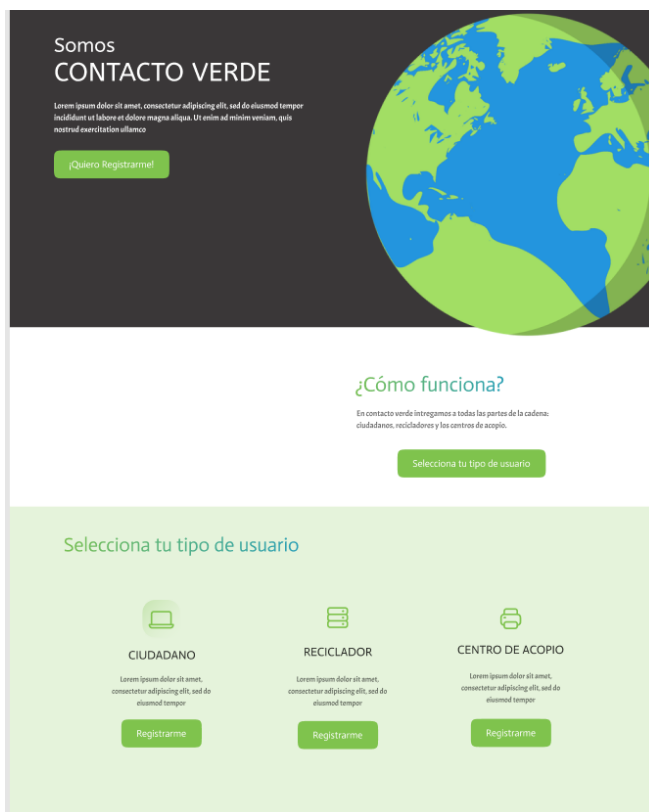 Somos
CONTACTO VERDE
Lorem ipsum dolor sit amet, consectetur adipiscing elit, sed do eiusmod tempor
incididunt ut labore et dolore magna aliqua. Ut enim ad minim veniam, quis
nostrud exercitation ullamco
¡Quiero Registrarme!
¿Cómo funciona?
En contacto verde intregamos a todas las partes de la cadena:
ciudadanos, recicladores y los centros de acopio.
Selecciona tu tipo de usuario
Selecciona tu tipo de usuario
CIUDADANO
Lorem ipsum dolor sit amet,
consectetur adipiscing elit, sed do
eiusmod tempor
Registrarme
RECICLADOR
Lorem ipsum dolor sit amet,
consectetur adipiscing elit, sed do
eiusmod tempor
Registrarme
CENTRO DE ACOPIO
Lorem ipsum dolor sit amet,
consectetur adipiscing elit, sed do
eiusmod tempor
Registrarme